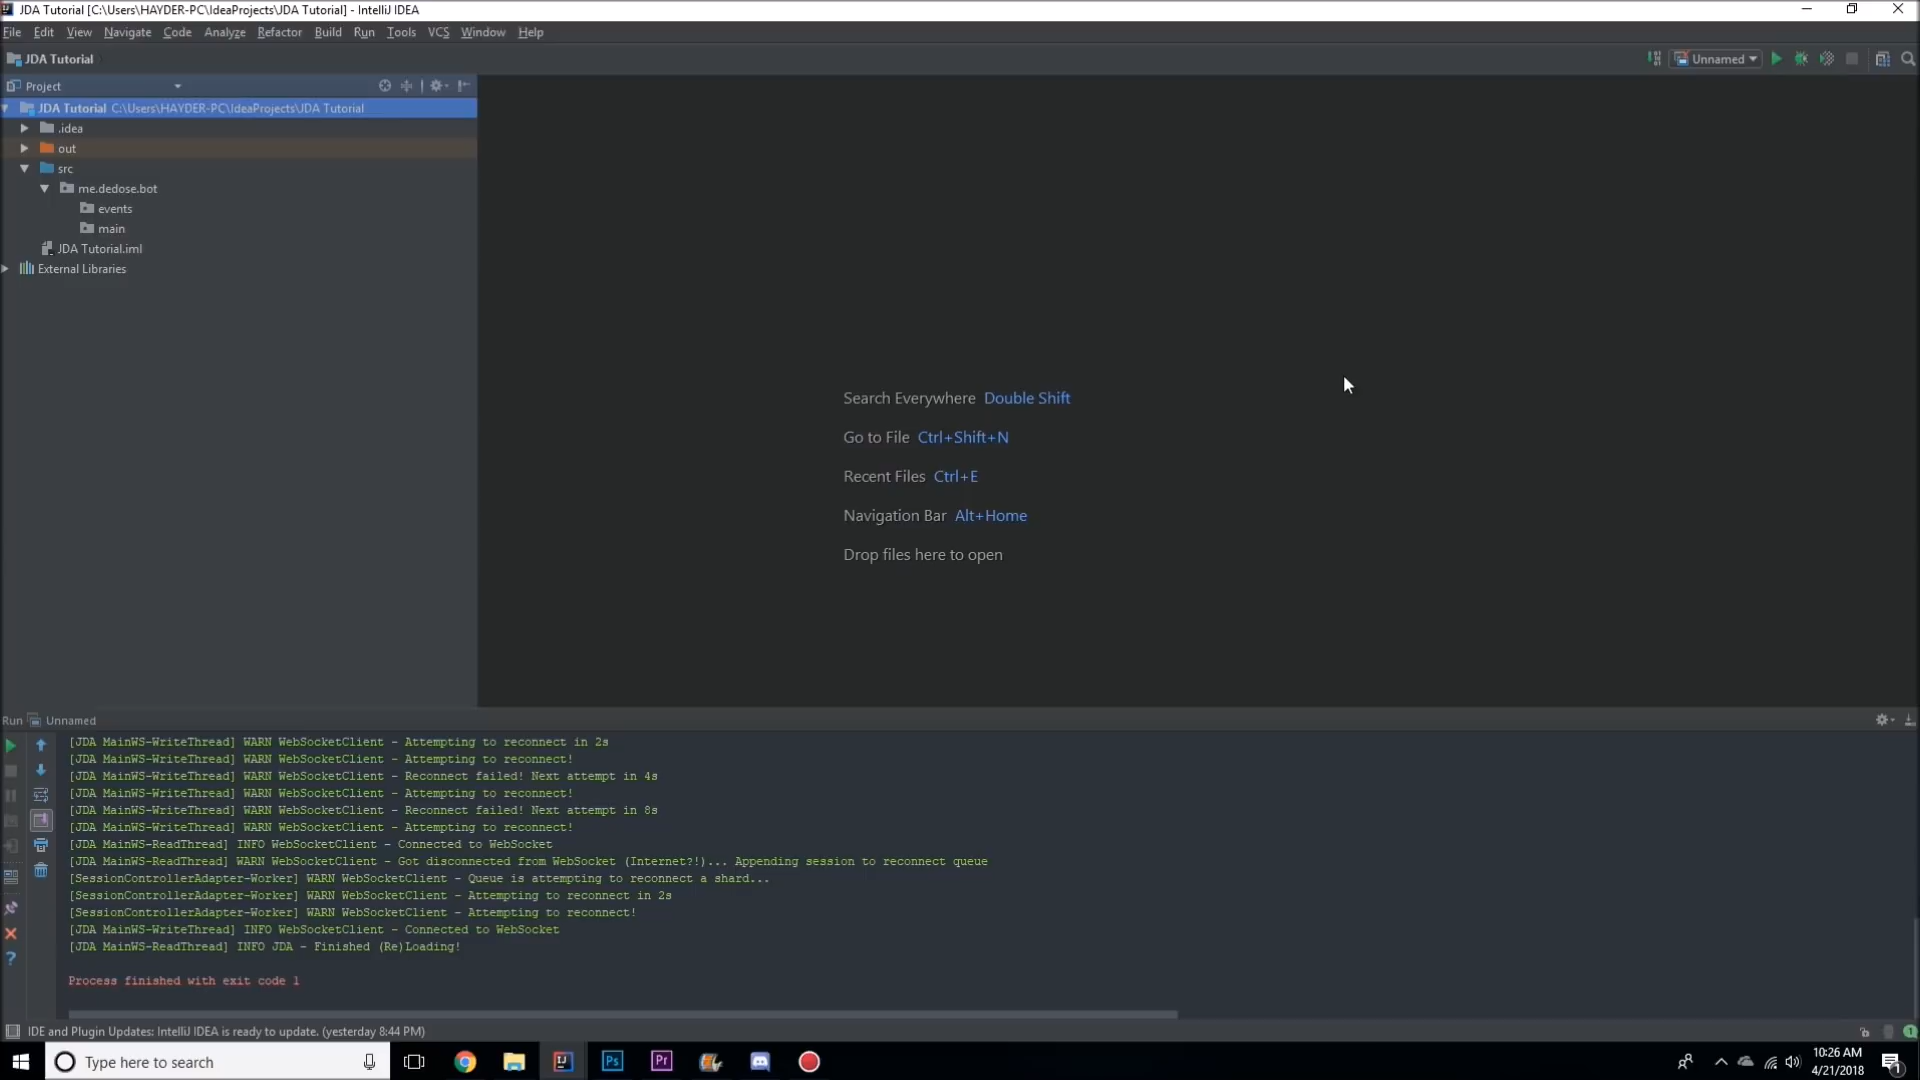 JDA Tutorial [C:\Users\HAYDER-PC\IdeaProjects\JDA Tutorial] - IntelliJ IDEA
File Edit View Navigate Code Analyze Refactor Build Run Tools VCS Window Help
JDA Tutorial
Unnamed
Project
JDA Tutorial C:\Users\HAYDER-PC\IdeaProjects\JDA Tutorial
.idea
out
src
me.dedose.bot
events
main
JDA Tutorial.iml
External Libraries
Search Everywhere Double Shift
Go to File Ctrl+Shift+N
Recent Files Ctrl+E
Navigation Bar Alt+Home
Drop files here to open
Run Unnamed
[JDA MainWS-WriteThread] WARN WebSocketClient - Attempting to reconnect in 2s
[JDA MainWS-WriteThread] WARN WebSocketClient - Attempting to reconnect!
[JDA MainWS-WriteThread] WARN WebSocketClient - Reconnect failed! Next attempt in 4s
[JDA MainWS-WriteThread] WARN WebSocketClient - Attempting to reconnect!
[JDA MainWS-WriteThread] WARN WebSocketClient - Reconnect failed! Next attempt in 8s
[JDA MainWS-WriteThread] WARN WebSocketClient - Attempting to reconnect!
[JDA MainWS-ReadThread] INFO WebSocketClient - Connected to WebSocket
[JDA MainWS-ReadThread] WARN WebSocketClient - Got disconnected from WebSocket (Internet?!)... Appending session to reconnect queue
[SessionControllerAdapter-Worker] WARN WebSocketClient - Queue is attempting to reconnect a shard...
[SessionControllerAdapter-Worker] WARN WebSocketClient - Attempting to reconnect in 2s
[SessionControllerAdapter-Worker] WARN WebSocketClient - Attempting to reconnect!
[JDA MainWS-WriteThread] INFO WebSocketClient - Connected to WebSocket
[JDA MainWS-ReadThread] INFO JDA - Finished (Re)Loading!
Process finished with exit code 1
IDE and Plugin Updates: IntelliJ IDEA is ready to update. (yesterday 8:44 PM)
1
Type here to search
IJ
Ps
Pr
10:26 AM
4/21/2018
1